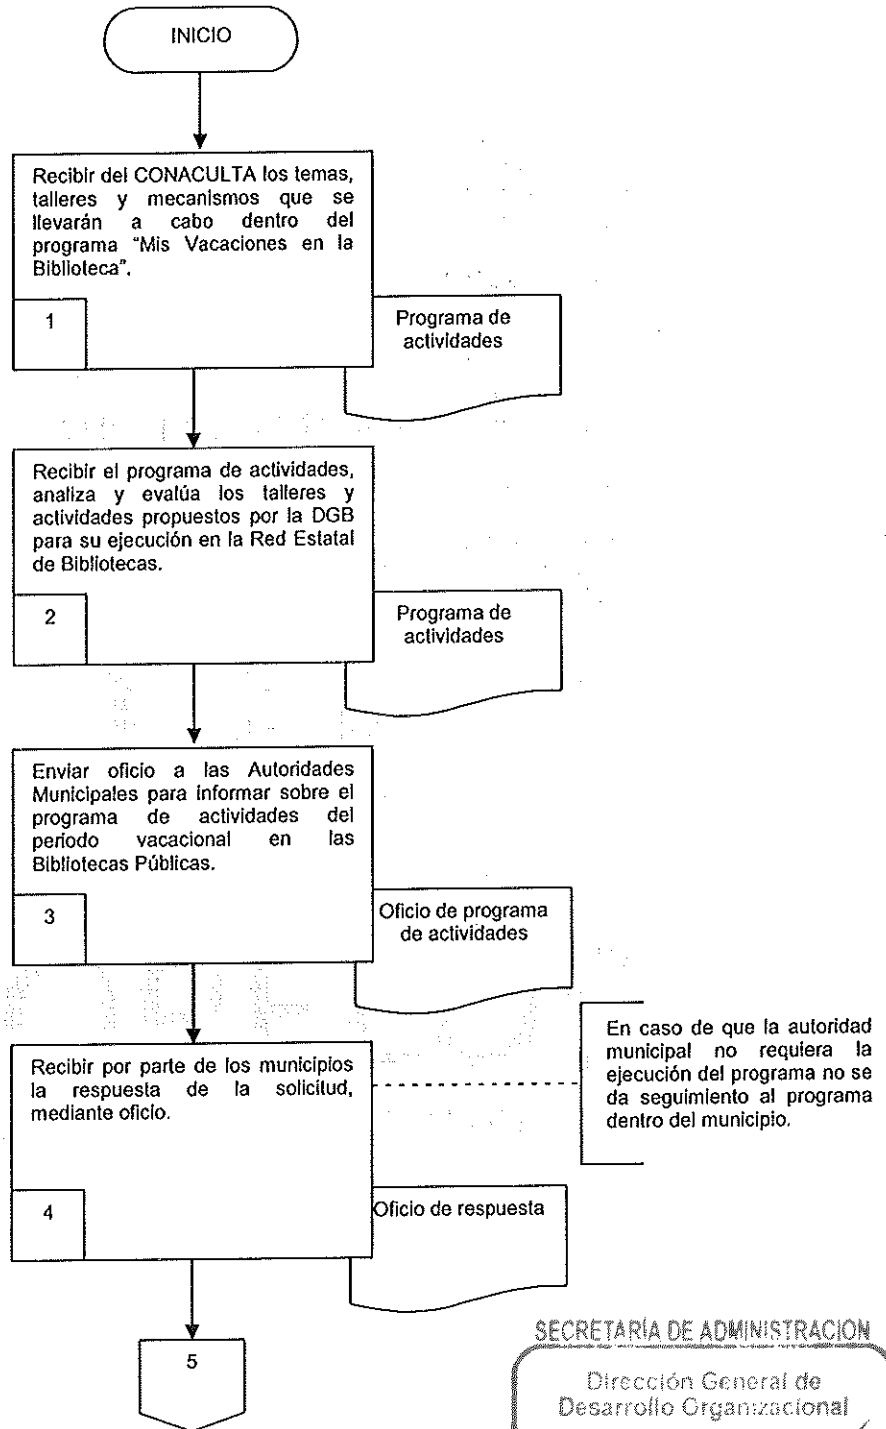 INICIO
Recibir del CONACULTA los temas,
talleres y mecanismos que se
llevarán a cabo dentro del
programa "Mis Vacaciones en la
Biblioteca".
1
Programa de
actividades
Recibir el programa de actividades,
analiza y evalúa los talleres y
actividades propuestos por la DGB
para su ejecución en la Red Estatal
de Bibliotecas.
2
Programa de
actividades
Enviar oficio a las Autoridades
Municipales para informar sobre el
programa de actividades del
periodo vacacional en las
Bibliotecas Públicas.
3
Oficio de programa
de actividades
Recibir por parte de los municipios
la respuesta de la solicitud,
mediante oficio.
En caso de que la autoridad
municipal no requiera la
ejecución del programa no se
da seguimiento al programa
dentro del municipio.
4
Oficio de respuesta
5
SECRETARÍA DE ADMINISTRACION
Dirección General de
Desarrollo Organizacional